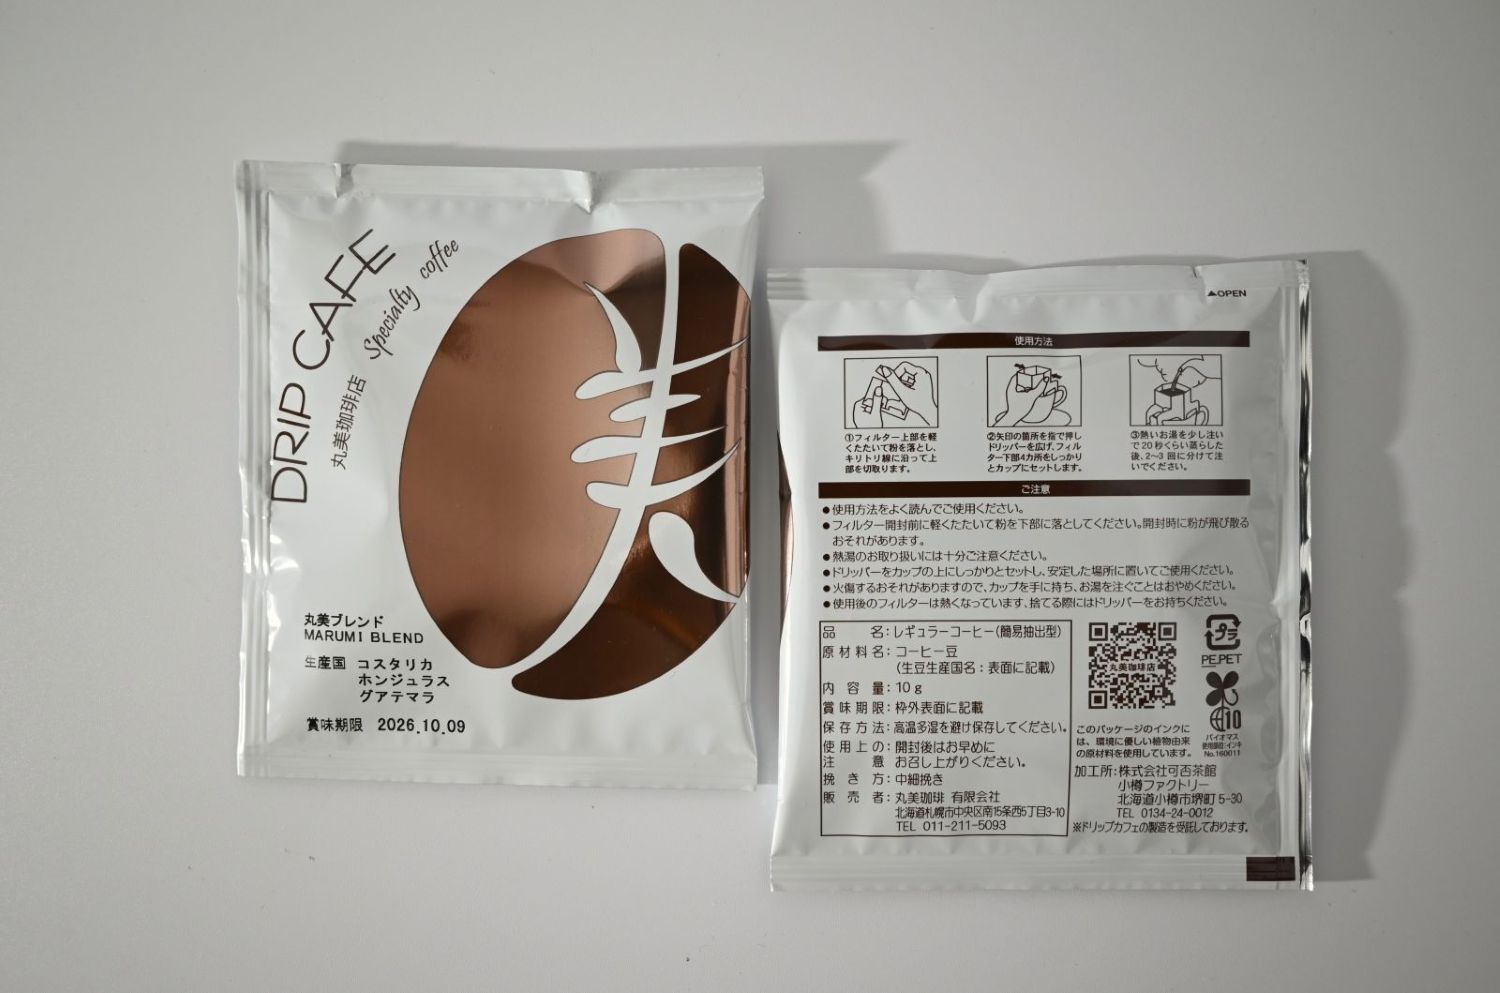 DRIP CAFE
Specialty coffee
丸美珈琲店
美
丸美ブレンド
MARUMI BLEND
生産国 コスタリカ
ホンジュラス
グアテマラ
賞味期限 2026.10.09
▲OPEN
使用方法
①フィルター上部を軽
くたたいて粉を落とし、
キリトリ線に沿って上
部を切取ります。
②矢印の箇所を指で押し
ドリッパーを広げ、フィル
ター下部4カ所をしっかり
とカップにセットします。
③熱いお湯を少し注い
で20秒くらい蒸らした
後、2〜3回に分けて注
いでください。
ご注意
●使用方法をよく読んでご使用ください。
●フィルター開封前に軽くたたいて粉を下部に落としてください。開封時に粉が飛び散る
おそれがあります。
●熱湯のお取り扱いには十分ご注意ください。
●ドリッパーをカップの上にしっかりとセットし、安定した場所に置いてご使用ください。
●火傷するおそれがありますので、カップを手に持ち、お湯を注ぐことはおやめください。
●使用後のフィルターは熱くなっています、捨てる際にはドリッパーをお持ちください。
品名：レギュラーコーヒー（簡易抽出型）
原材料名：コーヒー豆
（生豆生産国名：表面に記載）
内容量：10g
賞味期限：枠外表面に記載
保存方法：高温多湿を避け保存してください。
使用上の：開封後はお早めに
注意 お召し上がりください。
挽き方：中細挽き
販売者：丸美珈琲 有限会社
北海道札幌市中央区南15条西5丁目3-10
TEL 011-211-5093
丸美珈琲店
プラ
PE,PET
このパッケージのインクに
は、環境に優しい植物由来
の原材料を使用しています。
10
バイオマス
使用部位:インキ
No.160011
加工所：株式会社可否茶館
小樽ファクトリー
北海道小樽市堺町5-30
TEL 0134-24-0012
※ドリップカフェの製造を受託しております。